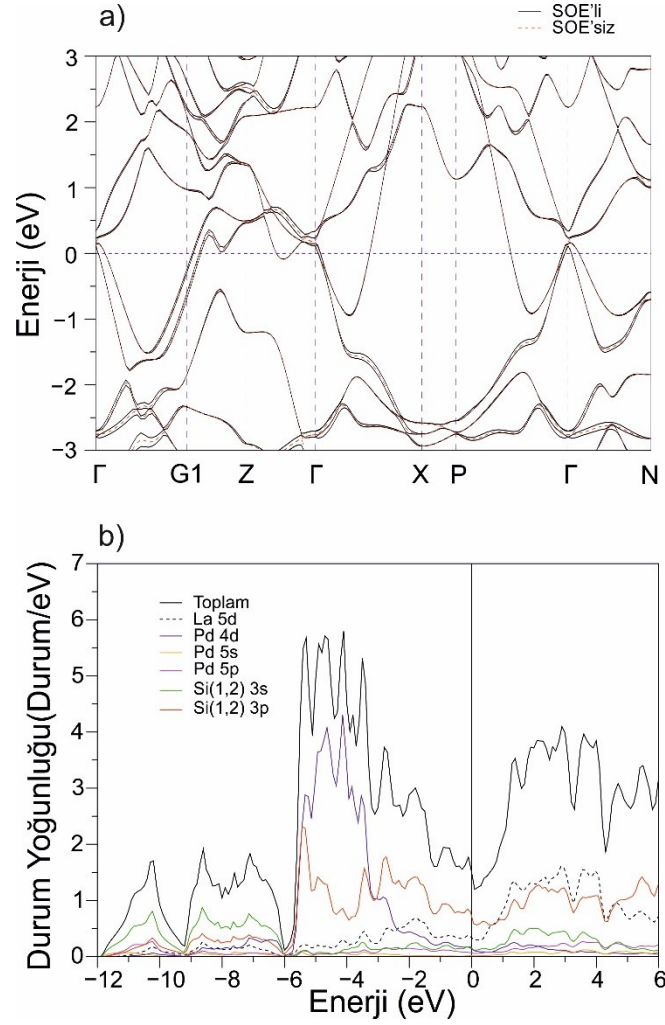 a)
SOE'li
SOE'siz
3
2
1
0
−1
−2
−3
Enerji (eV)
Γ G1 Z Γ X P Γ N
b)
7
6
5
4
3
2
1
0
Durum Yoğunluğu(Durum/eV)
Toplam
La 5d
Pd 4d
Pd 5s
Pd 5p
Si(1,2) 3s
Si(1,2) 3p
−12 −10 −8 −6 −4 −2 0 2 4 6
Enerji (eV)